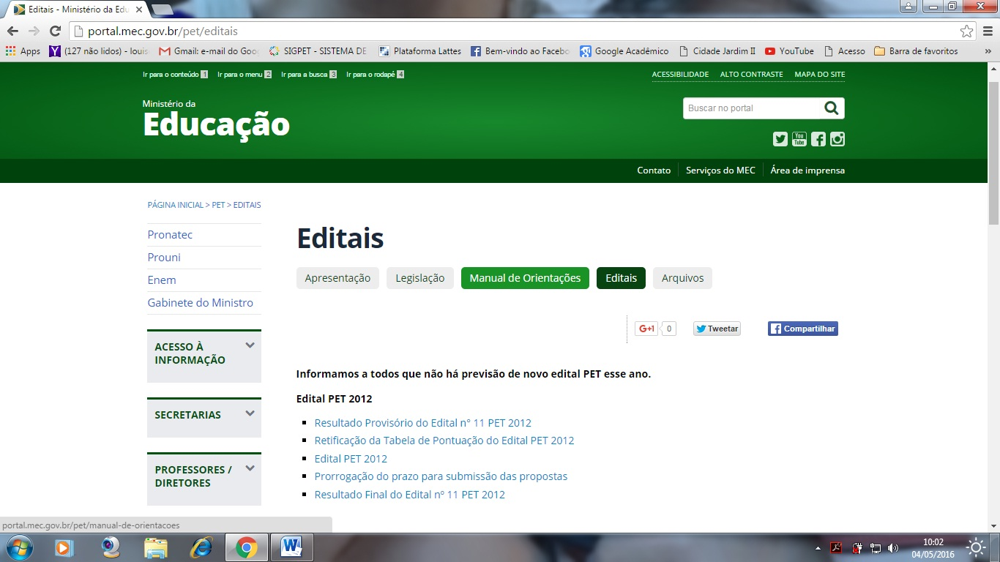 Editais - Ministério da Edu
portal.mec.gov.br/pet/editais
Apps (127 não lidos) - louis Gmail: e-mail do Goo SIGPET - SISTEMA DE Plataforma Lattes Bem-vindo ao Facebo Google Acadêmico Cidade Jardim II YouTube Acesso Barra de favoritos »
Ir para o conteúdo 1 Ir para o menu 2 Ir para a busca 3 Ir para o rodapé 4 ACESSIBILIDADE ALTO CONTRASTE MAPA DO SITE
Ministério da
Educação
Buscar no portal
You Tube
Contato Serviços do MEC Área de imprensa
PÁGINA INICIAL > PET > EDITAIS
Pronatec
Prouni
Enem
Gabinete do Ministro
ACESSO À
INFORMAÇÃO
SECRETARIAS
PROFESSORES /
DIRETORES
Editais
Apresentação Legislação Manual de Orientações Editais Arquivos
G+1 0 Tweetar Compartilhar
Informamos a todos que não há previsão de novo edital PET esse ano.
Edital PET 2012
Resultado Provisório do Edital n° 11 PET 2012
Retificação da Tabela de Pontuação do Edital PET 2012
Edital PET 2012
Prorrogação do prazo para submissão das propostas
Resultado Final do Edital nº 11 PET 2012
portal.mec.gov.br/pet/manual-de-orientacoes
10:02
04/05/2016